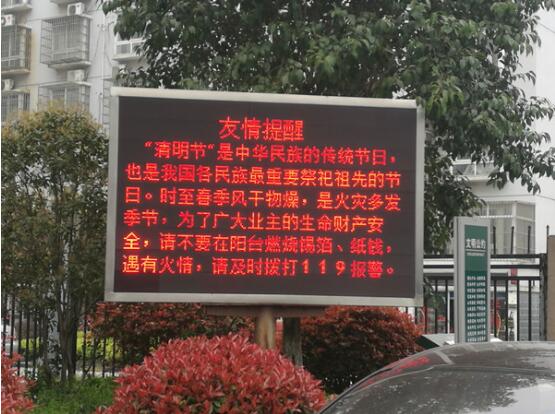 友情提醒
“清明节“是中华民族的传统节日，
也是我国各民族最重要祭祀祖先的节
日。时至春季风干物燥，是火灾多发
季节，为了广大业主的生命财产安
全，请不要在阳台燃烧锡箔、纸钱，
遇有火情，请及时拨打119报警。
文明公约